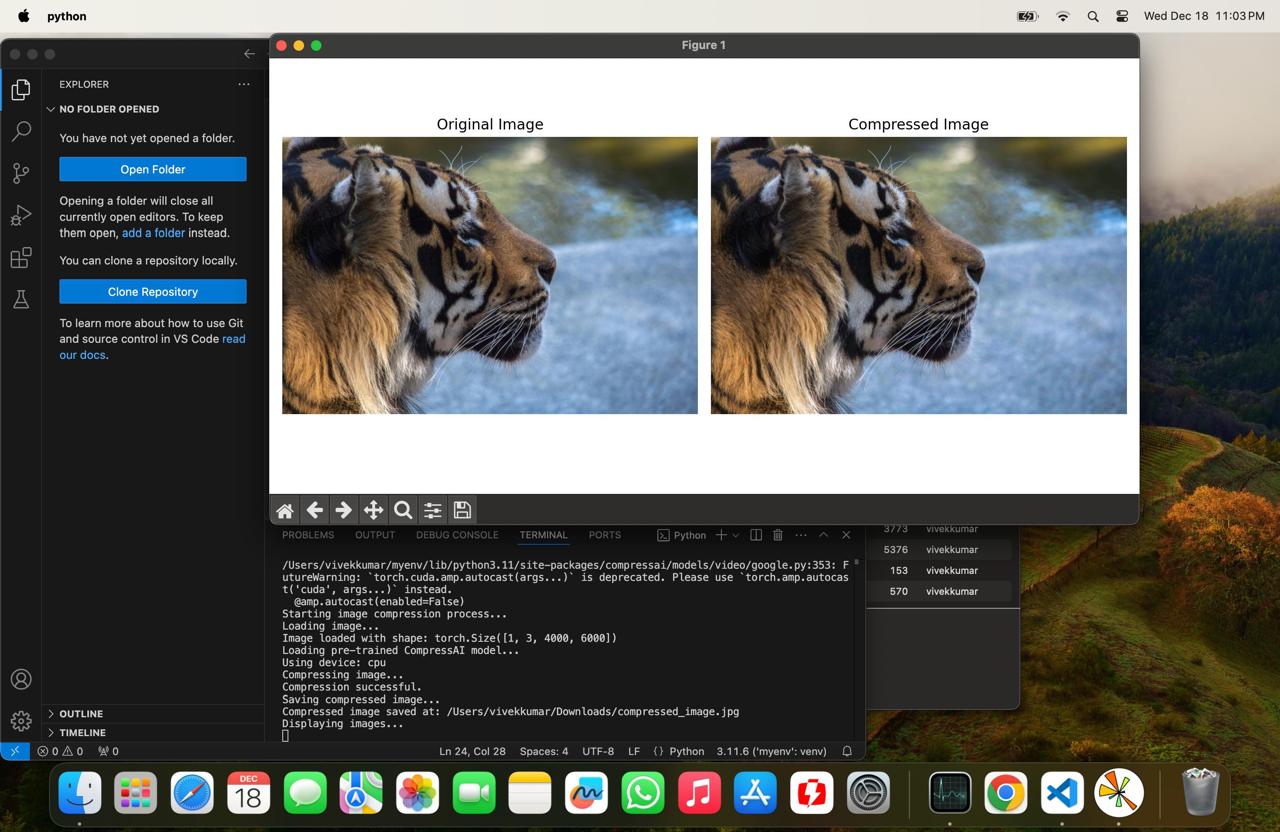 python
Wed Dec 18 11:03 PM
Figure 1
EXPLORER
NO FOLDER OPENED
You have not yet opened a folder.
Open Folder
Opening a folder will close all
currently open editors. To keep
them open, add a folder instead.
You can clone a repository locally.
Clone Repository
To learn more about how to use Git
and source control in VS Code read
our docs.
OUTLINE
TIMELINE
Original Image
Compressed Image
PROBLEMS OUTPUT DEBUG CONSOLE TERMINAL PORTS Python
/Users/vivekkumar/myenv/lib/python3.11/site-packages/compressai/models/video/google.py:353: F
utureWarning: `torch.cuda.amp.autocast(args...)` is deprecated. Please use `torch.amp.autocas
t('cuda', args...)` instead.
@amp.autocast(enabled=False)
Starting image compression process...
Loading image...
Image loaded with shape: torch.Size([1, 3, 4000, 6000])
Loading pre-trained CompressAI model...
Using device: cpu
Compressing image...
Compression successful.
Saving compressed image...
Compressed image saved at: /Users/vivekkumar/Downloads/compressed_image.jpg
Displaying images...
3773 vivekkumar
5376 vivekkumar
153 vivekkumar
570 vivekkumar
0 0 0 Ln 24, Col 28 Spaces: 4 UTF-8 LF {} Python 3.11.6 ('myenv': venv)
DEC
18